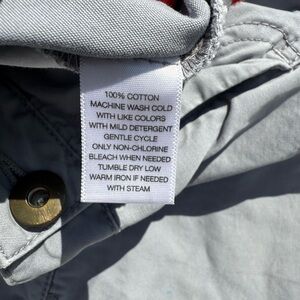 100% COTTON
MACHINE WASH COLD
WITH LIKE COLORS
WITH MILD DETERGENT
GENTLE CYCLE
ONLY NON-CHLORINE
BLEACH WHEN NEEDED
TUMBLE DRY LOW
WARM IRON IF NEEDED
WITH STEAM